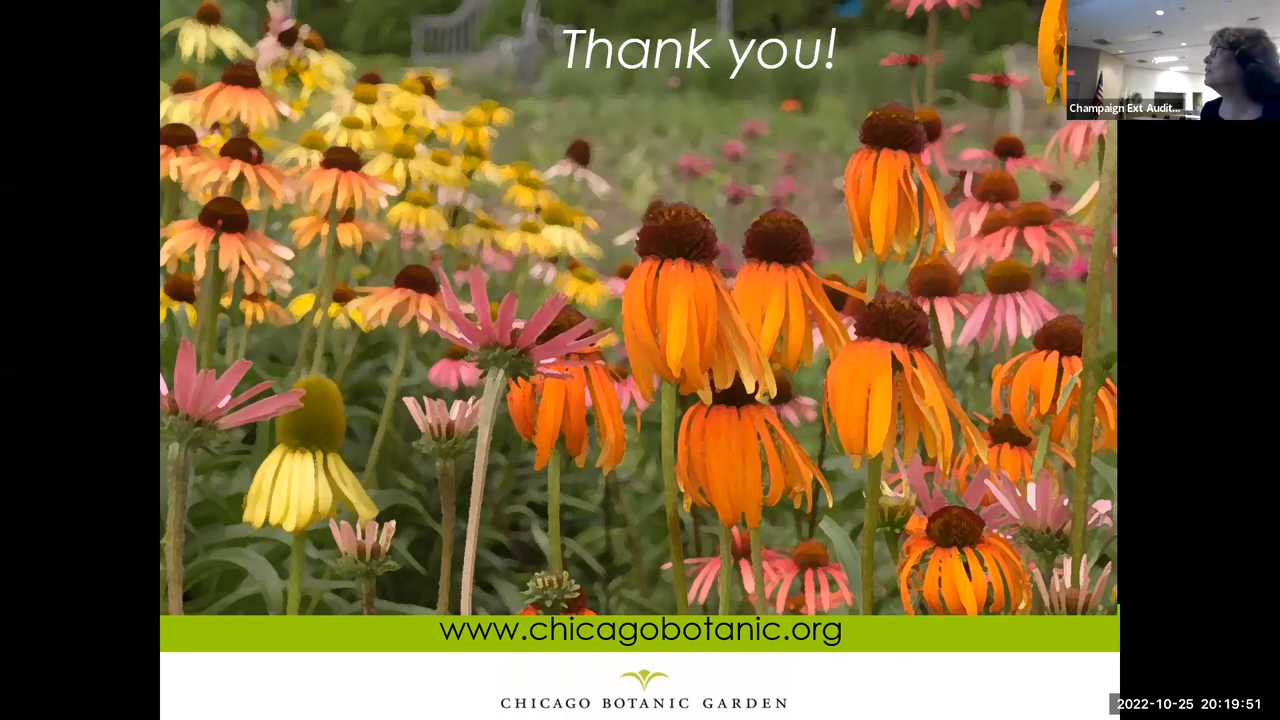 Thank you!
Champaign Ext Audit...
www.chicagobotanic.org
CHICAGO BOTANIC GARDEN
2022-10-25 20:19:51